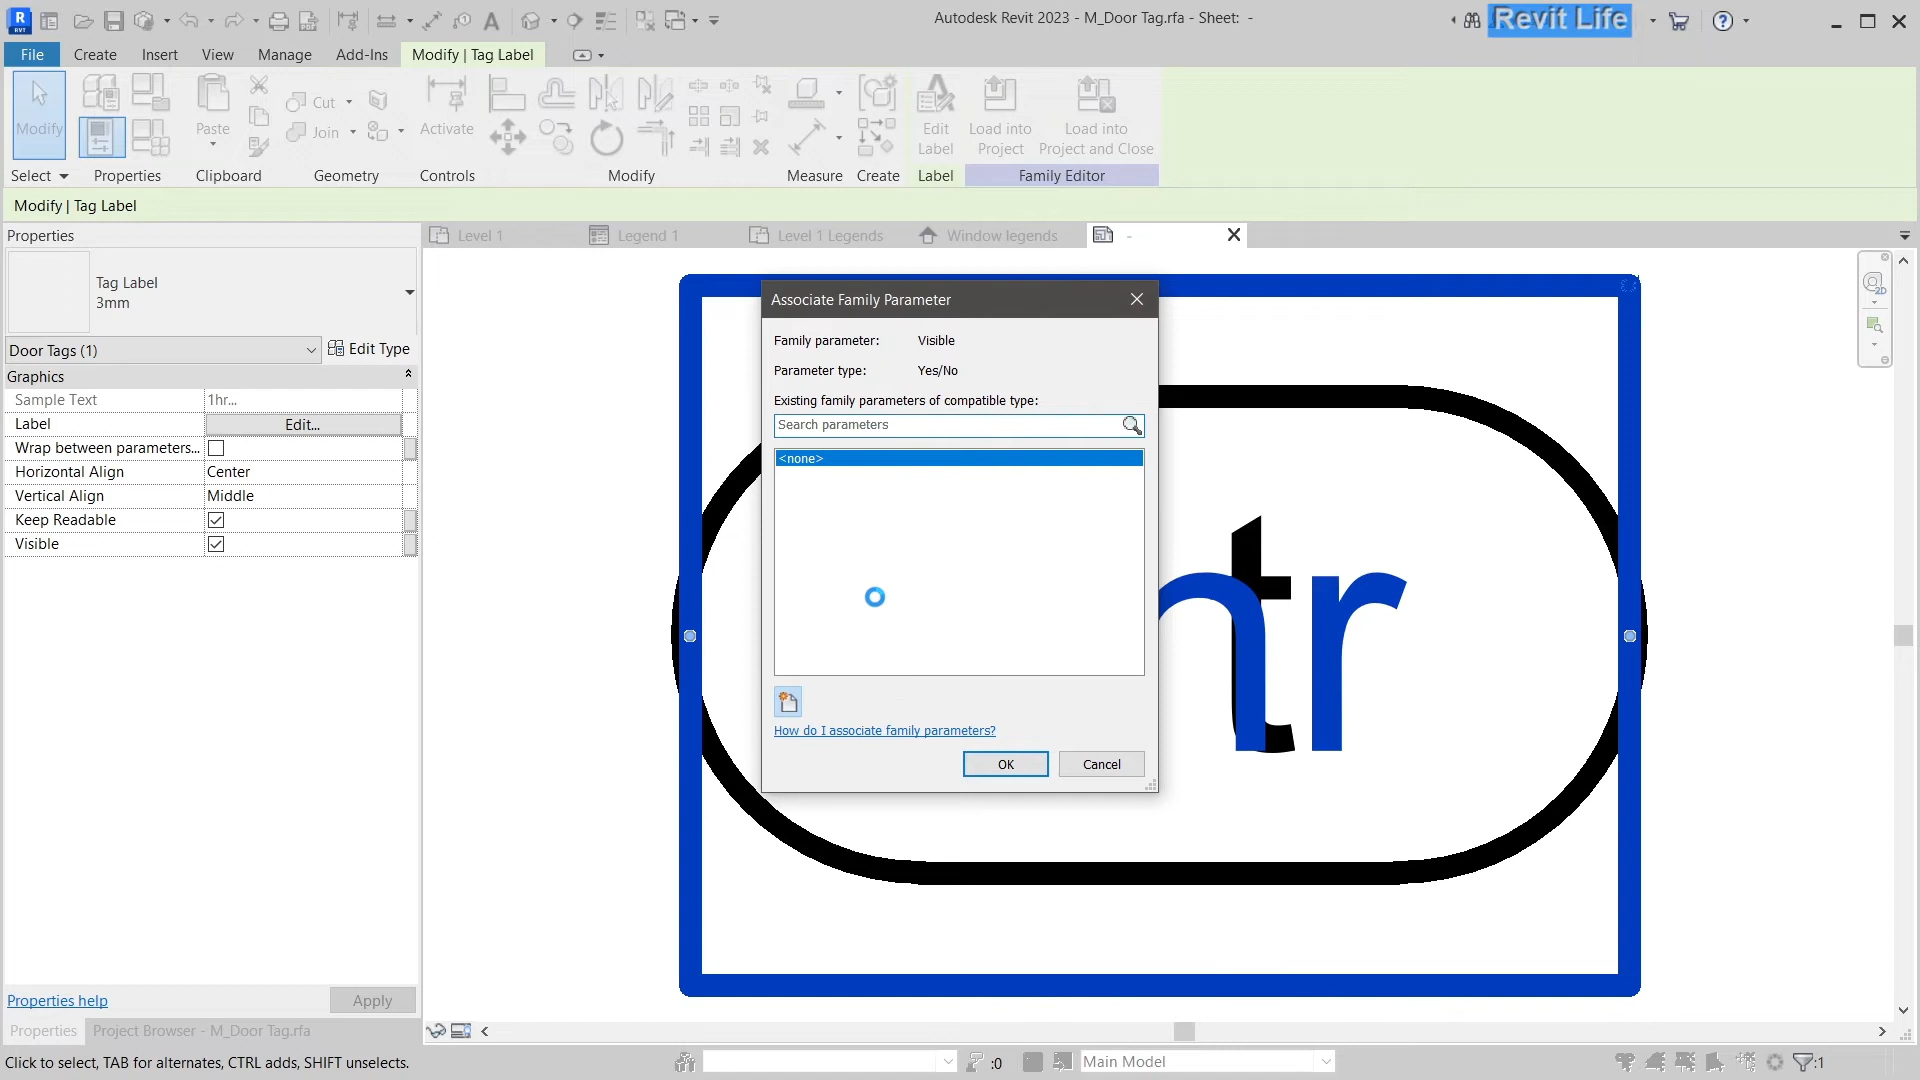 Autodesk Revit 2023 - M_Door Tag.rfa - Sheet: -
Revit Life
File Create Insert View Manage Add-Ins Modify | Tag Label
Modify
Paste
Cut
Join
Activate
Edit
Label
Load into
Project
Load into
Project and Close
Select Properties Clipboard Geometry Controls Modify Measure Create Label Family Editor
Modify | Tag Label
Properties
Level 1
Legend 1
Level 1 Legends
Window legends
-
Tag Label
3mm
Door Tags (1)
Edit Type
Graphics
Sample Text 1hr...
Label Edit...
Wrap between parameters...
Horizontal Align Center
Vertical Align Middle
Keep Readable
Visible
Associate Family Parameter
Family parameter: Visible
Parameter type: Yes/No
Existing family parameters of compatible type:
Search parameters
<none>
How do I associate family parameters?
OK Cancel
t
r
Properties help
Apply
Properties Project Browser - M_Door Tag.rfa
Click to select, TAB for alternates, CTRL adds, SHIFT unselects.
:0
Main Model
:1